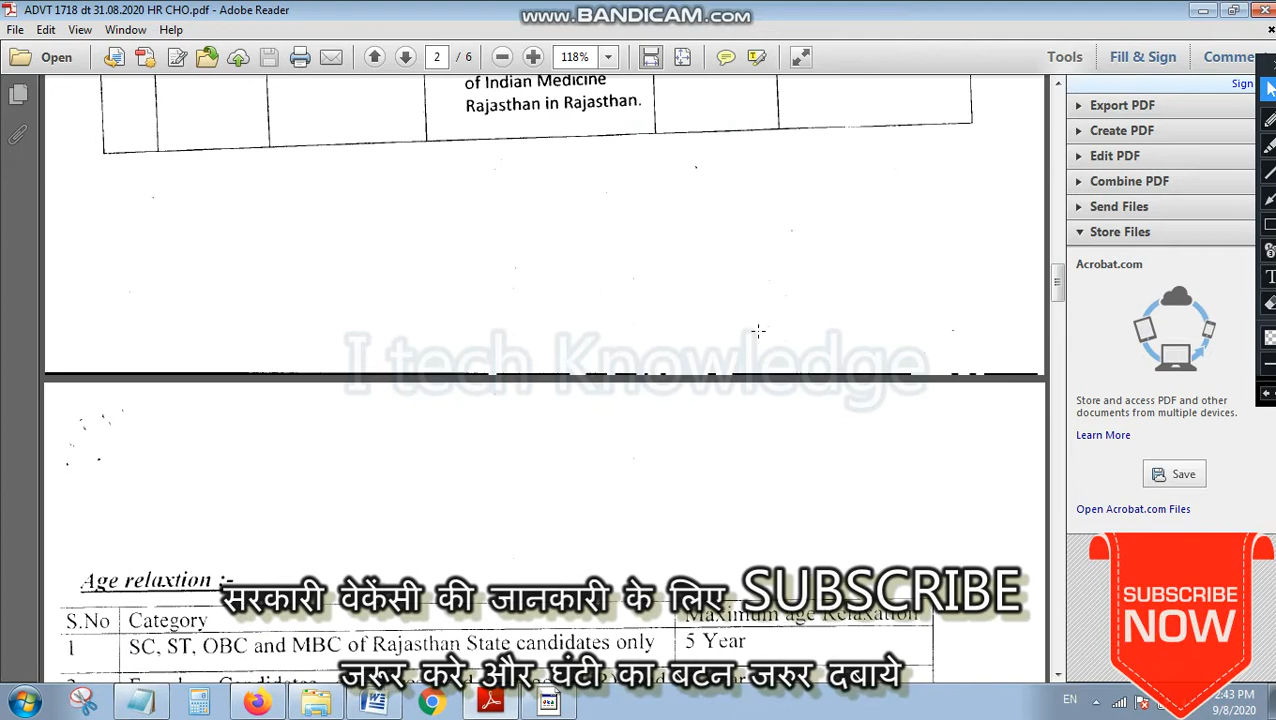 ADVT 1718 dt 31.08.2020 HR CHO.pdf - Adobe Reader
www.BANDICAM.com
File Edit View Window Help
Open
2 / 6
118%
Tools
Fill & Sign
Comme
Sign
of Indian Medicine
Rajasthan in Rajasthan.
Export PDF
Create PDF
Edit PDF
Combine PDF
Send Files
Store Files
Acrobat.com
Store and access PDF and other
documents from multiple devices.
Learn More
Save
Open Acrobat.com Files
I tech Knowledge
Age relaxtion :-
सरकारी वेकेंसी की जानकारी के लिए SUBSCRIBE
S.No Category Maximum age Relaxation
1 SC, ST, OBC and MBC of Rajasthan State candidates only 5 Year
जरूर करे और घंटी का बटन जरुर दबाये
SUBSCRIBE
NOW
EN
2:43 PM
9/8/2020